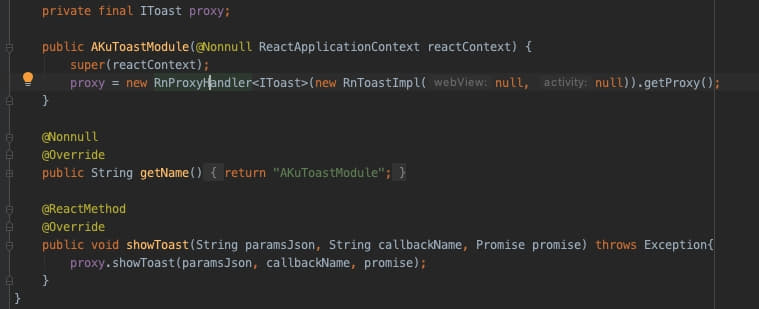 private final IToast proxy;
public AKuToastModule(@Nonnull ReactApplicationContext reactContext) {
super(reactContext);
proxy = new RnProxyHandler<IToast>(new RnToastImpl( webView: null, activity: null)).getProxy();
}
@Nonnull
@Override
public String getName() { return "AKuToastModule"; }
@ReactMethod
@Override
public void showToast(String paramsJson, String callbackName, Promise promise) throws Exception{
proxy.showToast(paramsJson, callbackName, promise);
}
}